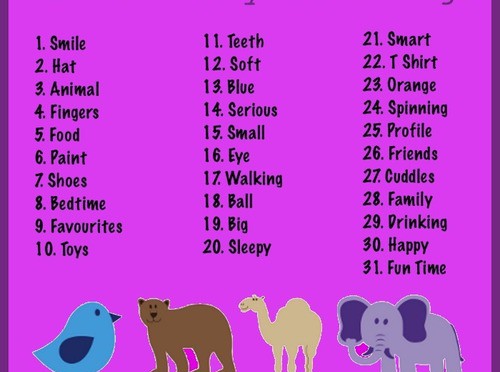 1. Smile
2. Hat
3. Animal
4. Fingers
5. Food
6. Paint
7. Shoes
8. Bedtime
9. Favourites
10. Toys
11. Teeth
12. Soft
13. Blue
14. Serious
15. Small
16. Eye
17. Walking
18. Ball
19. Big
20. Sleepy
21. Smart
22. T Shirt
23. Orange
24. Spinning
25. Profile
26. Friends
27. Cuddles
28. Family
29. Drinking
30. Happy
31. Fun Time